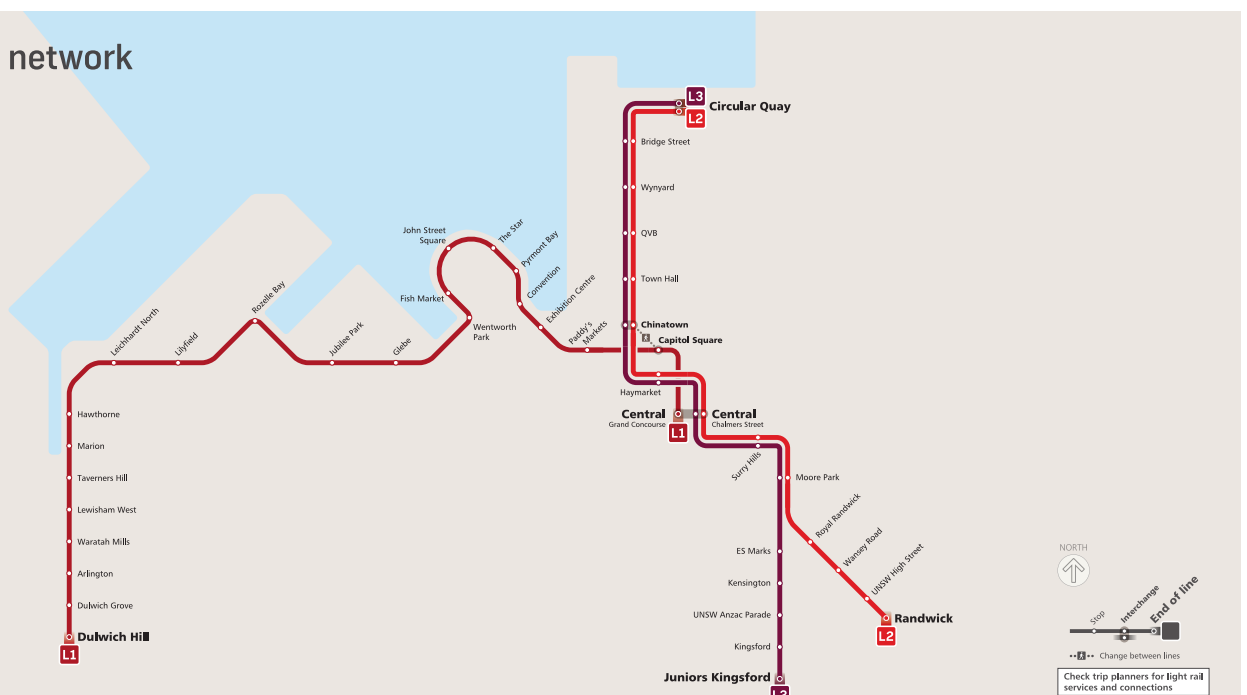 network
L3
Circular Quay
L2
Bridge Street
Wynyard
QVB
Town Hall
Chinatown
Capitol Square
Haymarket
Central
Grand Concourse
L1
Central
Chalmers Street
Surry Hills
Moore Park
Royal Randwick
Wansey Road
UNSW High Street
Randwick
L2
ES Marks
Kensington
UNSW Anzac Parade
Kingsford
Juniors Kingsford
L3
John Street
Square
The Star
Pyrmont Bay
Convention
Exhibition Centre
Paddy's
Markets
Fish Market
Wentworth
Park
Glebe
Jubilee Park
Rozelle Bay
Lilyfield
Leichhardt North
Hawthorne
Marion
Taverners Hill
Lewisham West
Waratah Mills
Arlington
Dulwich Grove
Dulwich Hill
L1
NORTH
Stop
Interchange
End of line
Change between lines
Check trip planners for light rail
services and connections